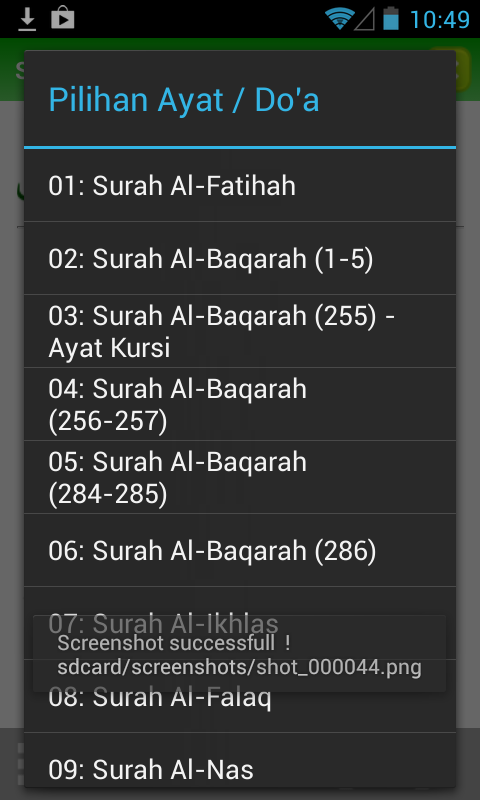 10:49
Pilihan Ayat / Do'a
01: Surah Al-Fatihah
02: Surah Al-Baqarah (1-5)
03: Surah Al-Baqarah (255) -
Ayat Kursi
04: Surah Al-Baqarah
(256-257)
05: Surah Al-Baqarah
(284-285)
06: Surah Al-Baqarah (286)
07: Surah Al-Ikhlas
Screenshot successfull !
sdcard/screenshots/shot_000044.png
08: Surah Al-Falaq
09: Surah Al-Nas